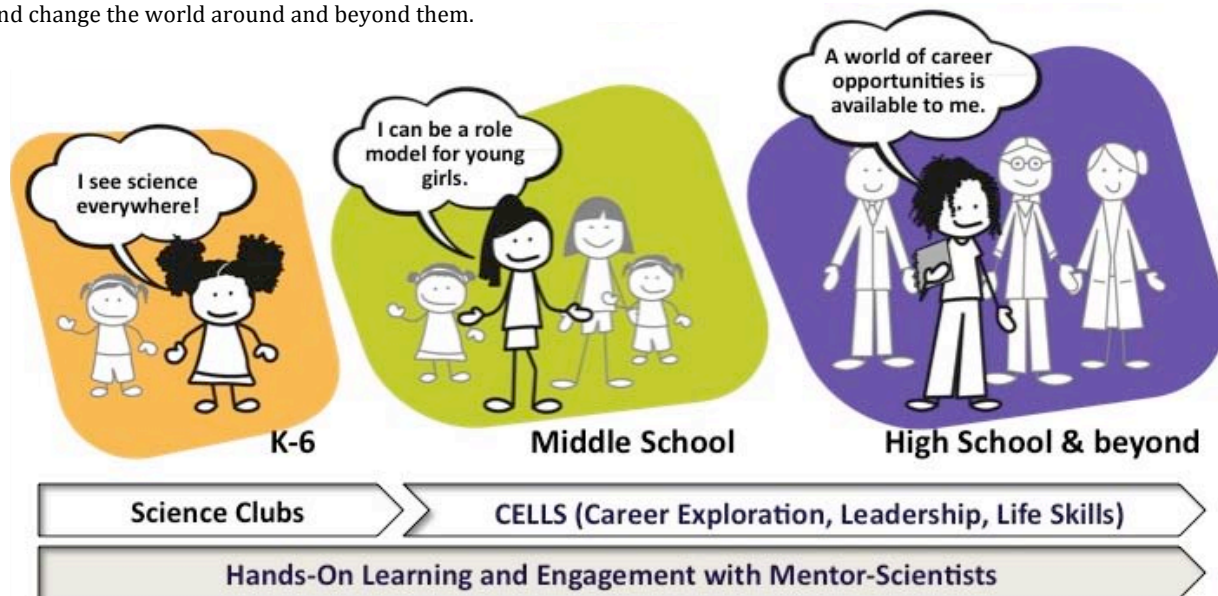 nd change the world around and beyond them.
A world of career
opportunities is
available to me.
I can be a role
model for young
girls.
I see science
everywhere!
K-6
Middle School
High School & beyond
Science Clubs
CELLS (Career Exploration, Leadership, Life Skills)
Hands-On Learning and Engagement with Mentor-Scientists